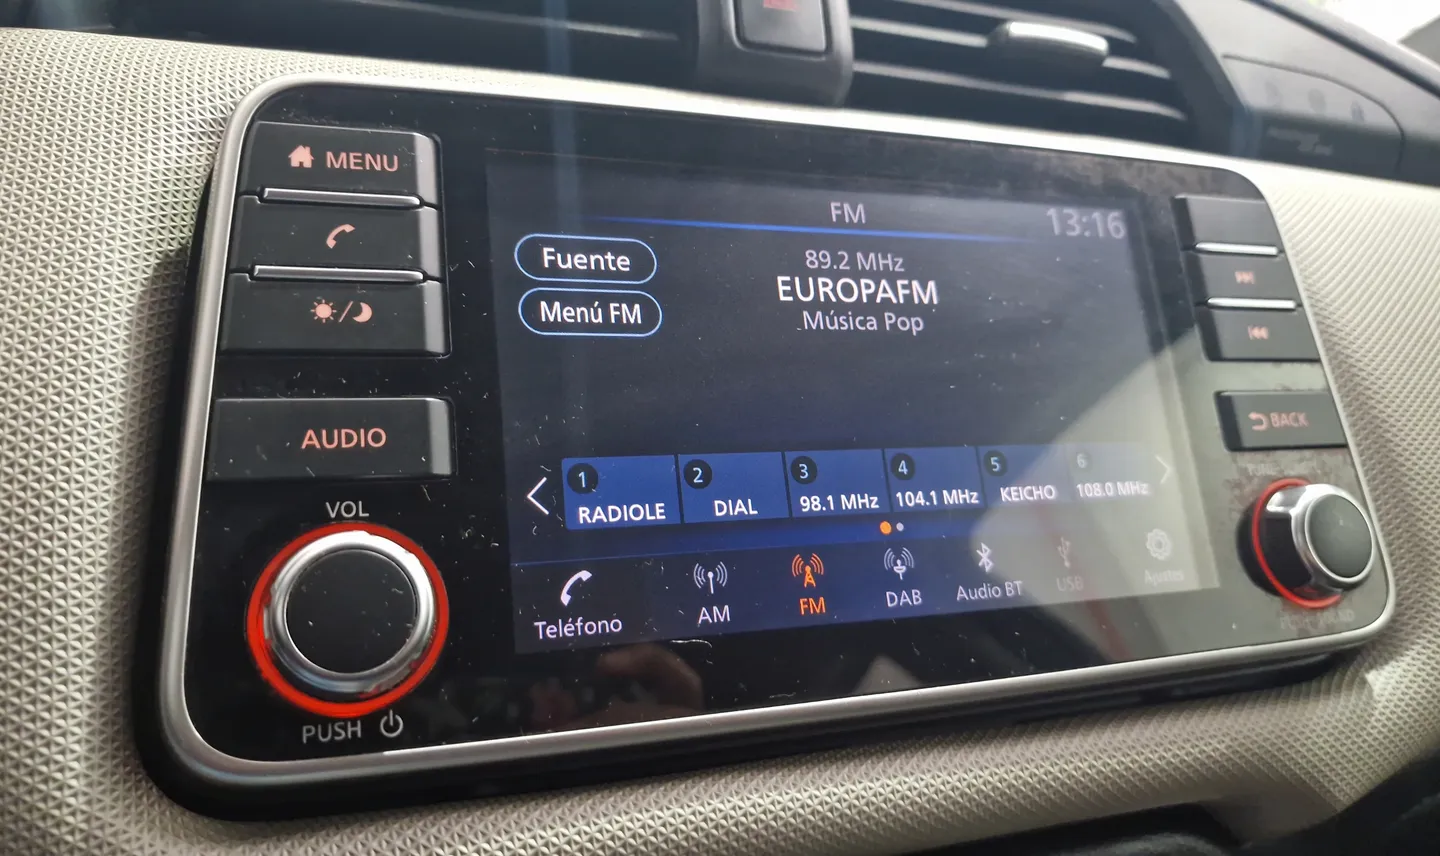 MENU
AUDIO
VOL
PUSH
FM
13:16
Fuente
Menú FM
89.2 MHz
EUROPAFM
Música Pop
1
RADIOLE
2
DIAL
3
98.1 MHz
4
104.1 MHz
5
KEICHO
6
108.0 MHz
Teléfono
AM
FM
DAB
Audio BT
USB
Ajustes
BACK